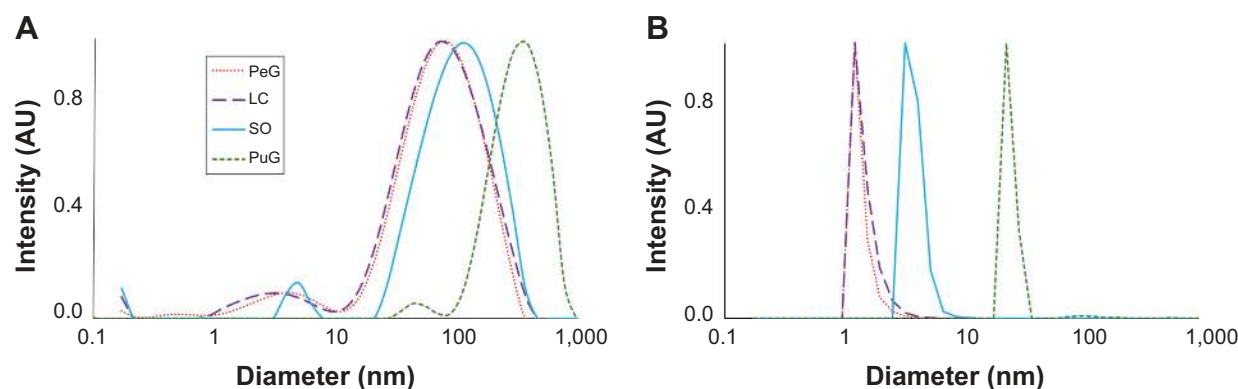 A
Intensity (AU)
0.8
0.4
0.0
PeG
LC
SO
PuG
0.1
1
10
100
1,000
Diameter (nm)
B
Intensity (AU)
0.8
0.4
0.0
0.1
1
10
100
1,000
Diameter (nm)